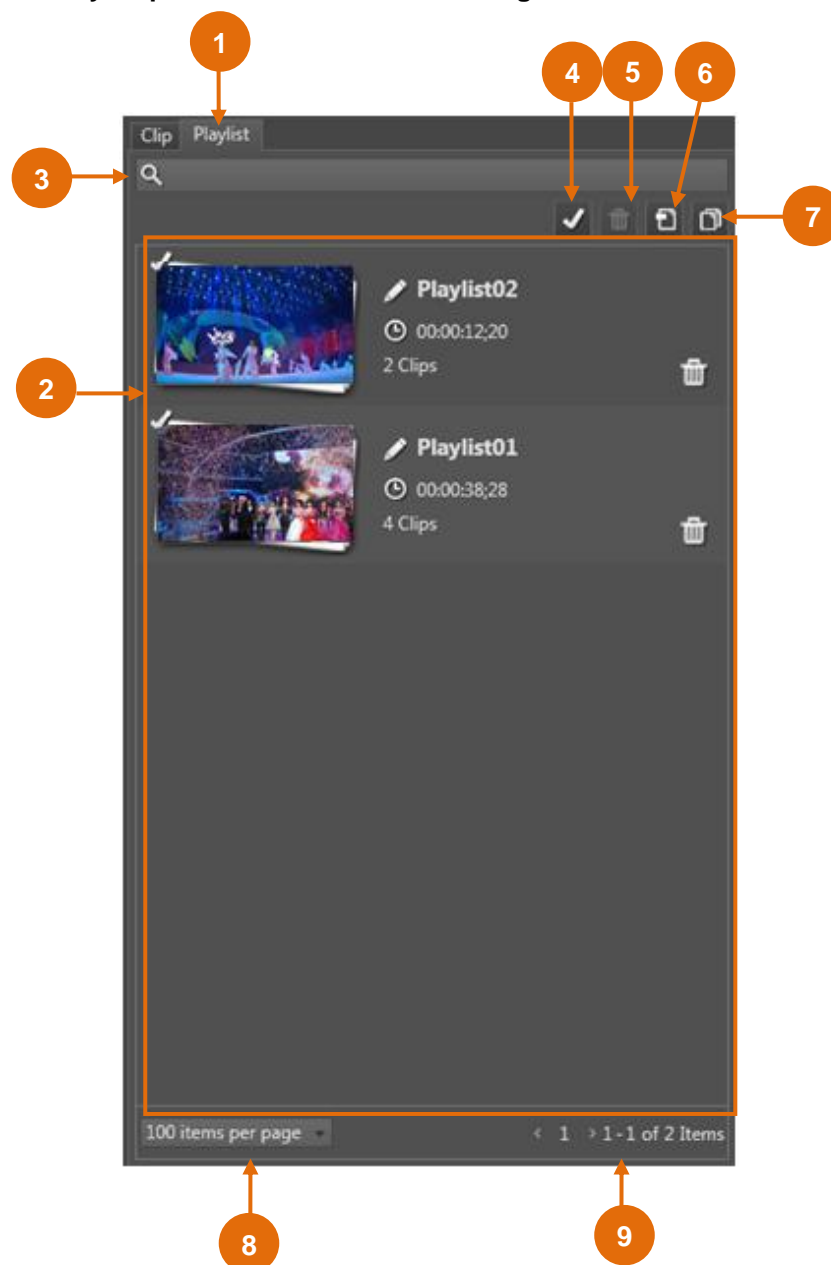 1
4 5 6
Clip Playlist
3
7
Playlist02
00:00:12;20
2 Clips
2
Playlist01
00:00:38;28
4 Clips
100 items per page
< 1 > 1-1 of 2 Items
8
9